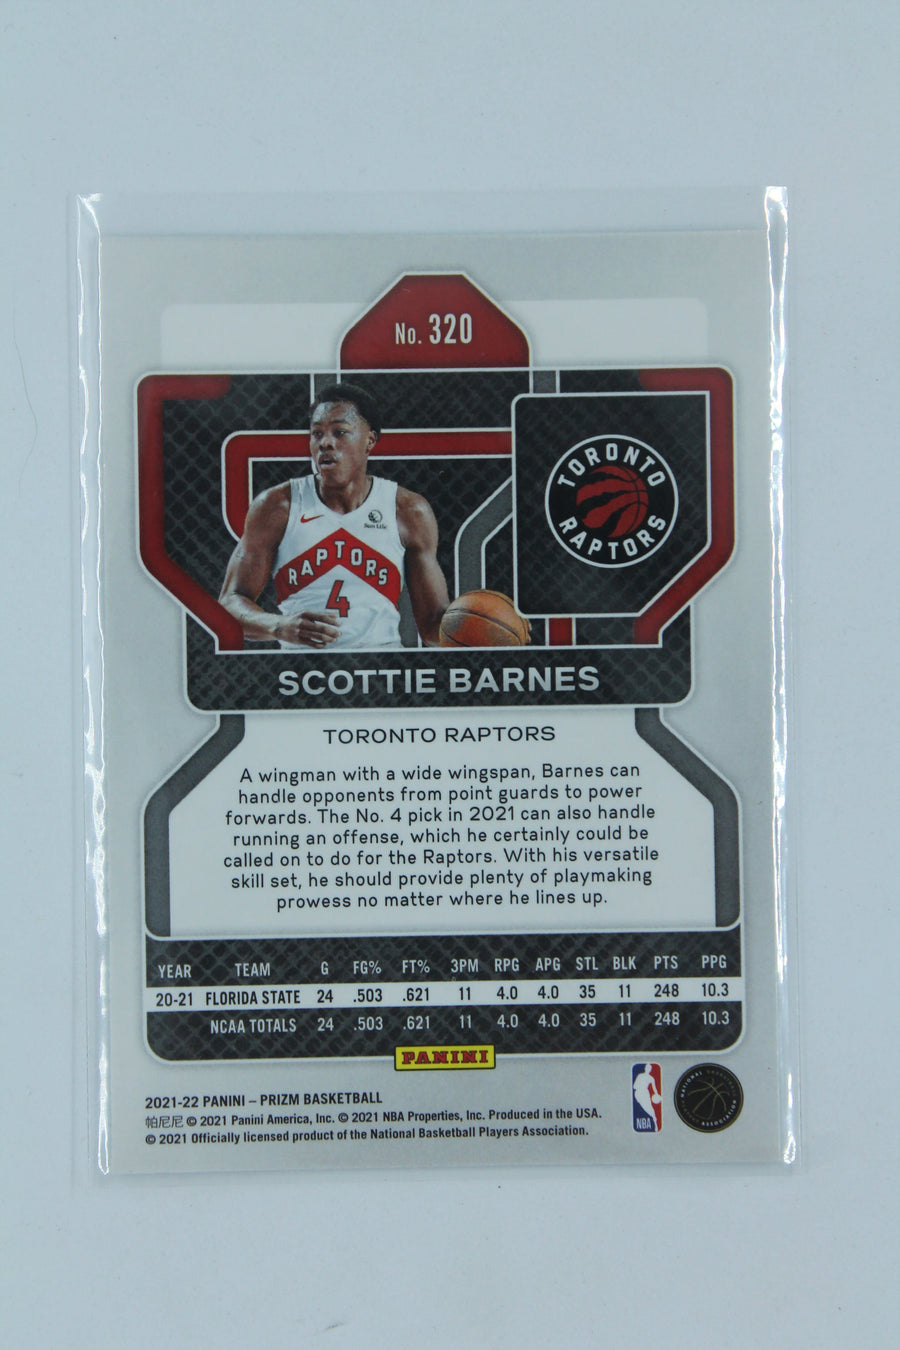 No. 320
TORONTO
RAPTORS
Sun Life
RAPTORS
4
SCOTTIE BARNES
TORONTO RAPTORS
A wingman with a wide wingspan, Barnes can
handle opponents from point guards to power
forwards. The No. 4 pick in 2021 can also handle
running an offense, which he certainly could be
called on to do for the Raptors. With his versatile
skill set, he should provide plenty of playmaking
prowess no matter where he lines up.
YEAR TEAM G FG% FT% 3PM RPG APG STL BLK PTS PPG
20-21 FLORIDA STATE 24 .503 .621 11 4.0 4.0 35 11 248 10.3
NCAA TOTALS 24 .503 .621 11 4.0 4.0 35 11 248 10.3
PANINI
2021-22 PANINI – PRIZM BASKETBALL
帕尼尼 © 2021 Panini America, Inc. © 2021 NBA Properties, Inc. Produced in the USA.
© 2021 Officially licensed product of the National Basketball Players Association.
NBA
NATIONAL BASKETBALL
PLAYERS ASSOCIATION